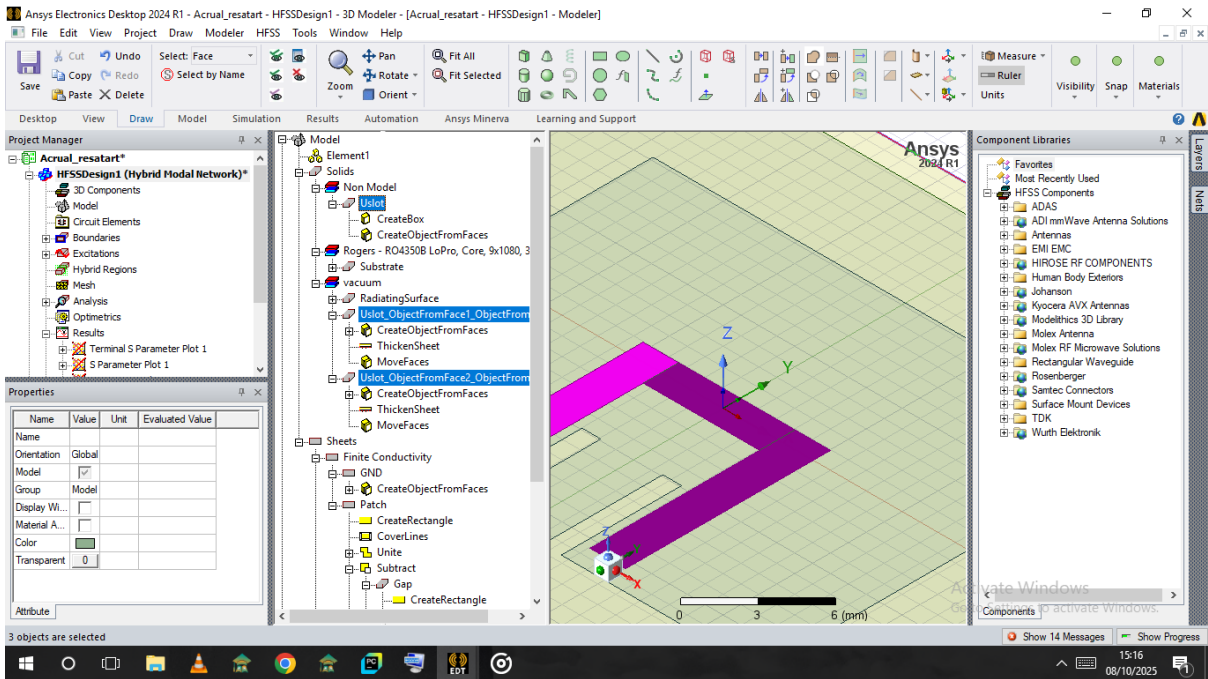 Ansys Electronics Desktop 2024 R1 - Acrual_resatart - HFSSDesign1 - 3D Modeler - [Acrual_resatart - HFSSDesign1 - Modeler]
File Edit View Project Draw Modeler HFSS Tools Window Help
Save
Cut
Copy
Paste
Undo
Redo
Delete
Select: Face
Select by Name
Zoom
Pan
Rotate
Orient
Fit All
Fit Selected
Measure
Ruler
Units
Visibility
Snap
Materials
Desktop View Draw Model Simulation Results Automation Ansys Minerva Learning and Support
Project Manager
Acrual_resatart*
HFSSDesign1 (Hybrid Modal Network)*
3D Components
Model
Circuit Elements
Boundaries
Excitations
Hybrid Regions
Mesh
Analysis
Optimetrics
Results
Terminal S Parameter Plot 1
S Parameter Plot 1
Properties
Name Value Unit Evaluated Value
Name
Orientation Global
Model
Group Model
Display Wi...
Material A...
Color
Transparent 0
Attribute
Model
Element1
Solids
Non Model
Uslot
CreateBox
CreateObjectFromFaces
Rogers - RO4350B LoPro, Core, 9x1080, 3
Substrate
vacuum
RadiatingSurface
Uslot_ObjectFromFace1_ObjectFrom
CreateObjectFromFaces
ThickenSheet
MoveFaces
Uslot_ObjectFromFace2_ObjectFrom
CreateObjectFromFaces
ThickenSheet
MoveFaces
Sheets
Finite Conductivity
GND
CreateObjectFromFaces
Patch
CreateRectangle
CoverLines
Unite
Subtract
Gap
CreateRectangle
Ansys
2024 R1
Z
Y
Z
Y
X
0 3 6 (mm)
Component Libraries
Favorites
Most Recently Used
HFSS Components
ADAS
ADI mmWave Antenna Solutions
Antennas
EMI EMC
HIROSE RF COMPONENTS
Human Body Exteriors
Johanson
Kyocera AVX Antennas
Modelithics 3D Library
Molex Antenna
Molex RF Microwave Solutions
Rectangular Waveguide
Rosenberger
Samtec Connectors
Surface Mount Devices
TDK
Wurth Elektronik
Components
Layers
Nets
Activate Windows
Go to Settings to activate Windows.
3 objects are selected
Show 14 Messages
Show Progress
PC
EDT
15:16
08/10/2025
1